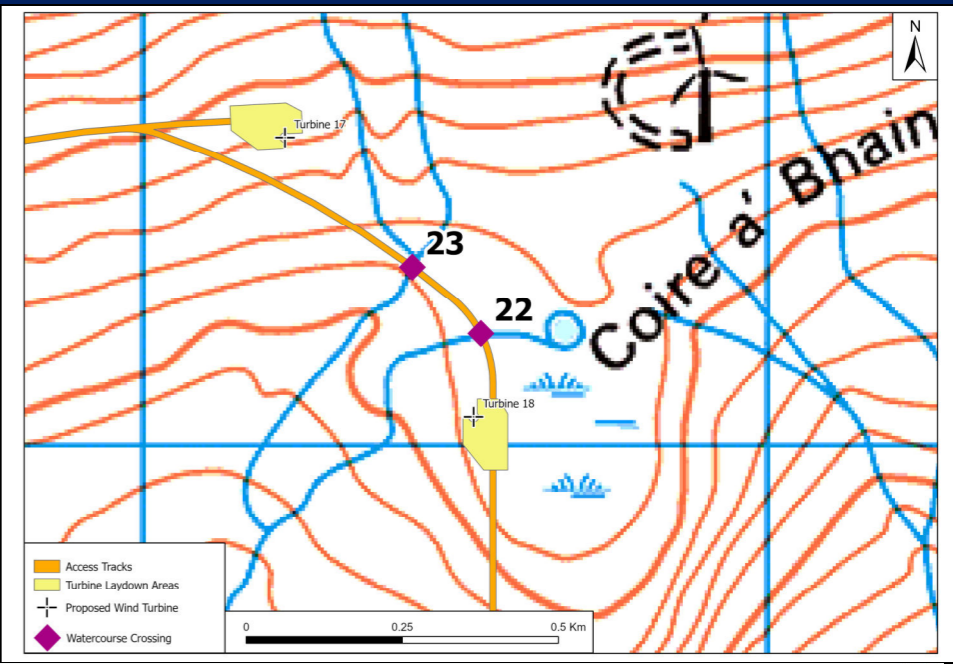 N
Turbine 17
Coire a' Bhain
23
22
Turbine 18
Access Tracks
Turbine Laydown Areas
Proposed Wind Turbine
Watercourse Crossing
0 0.25 0.5 Km